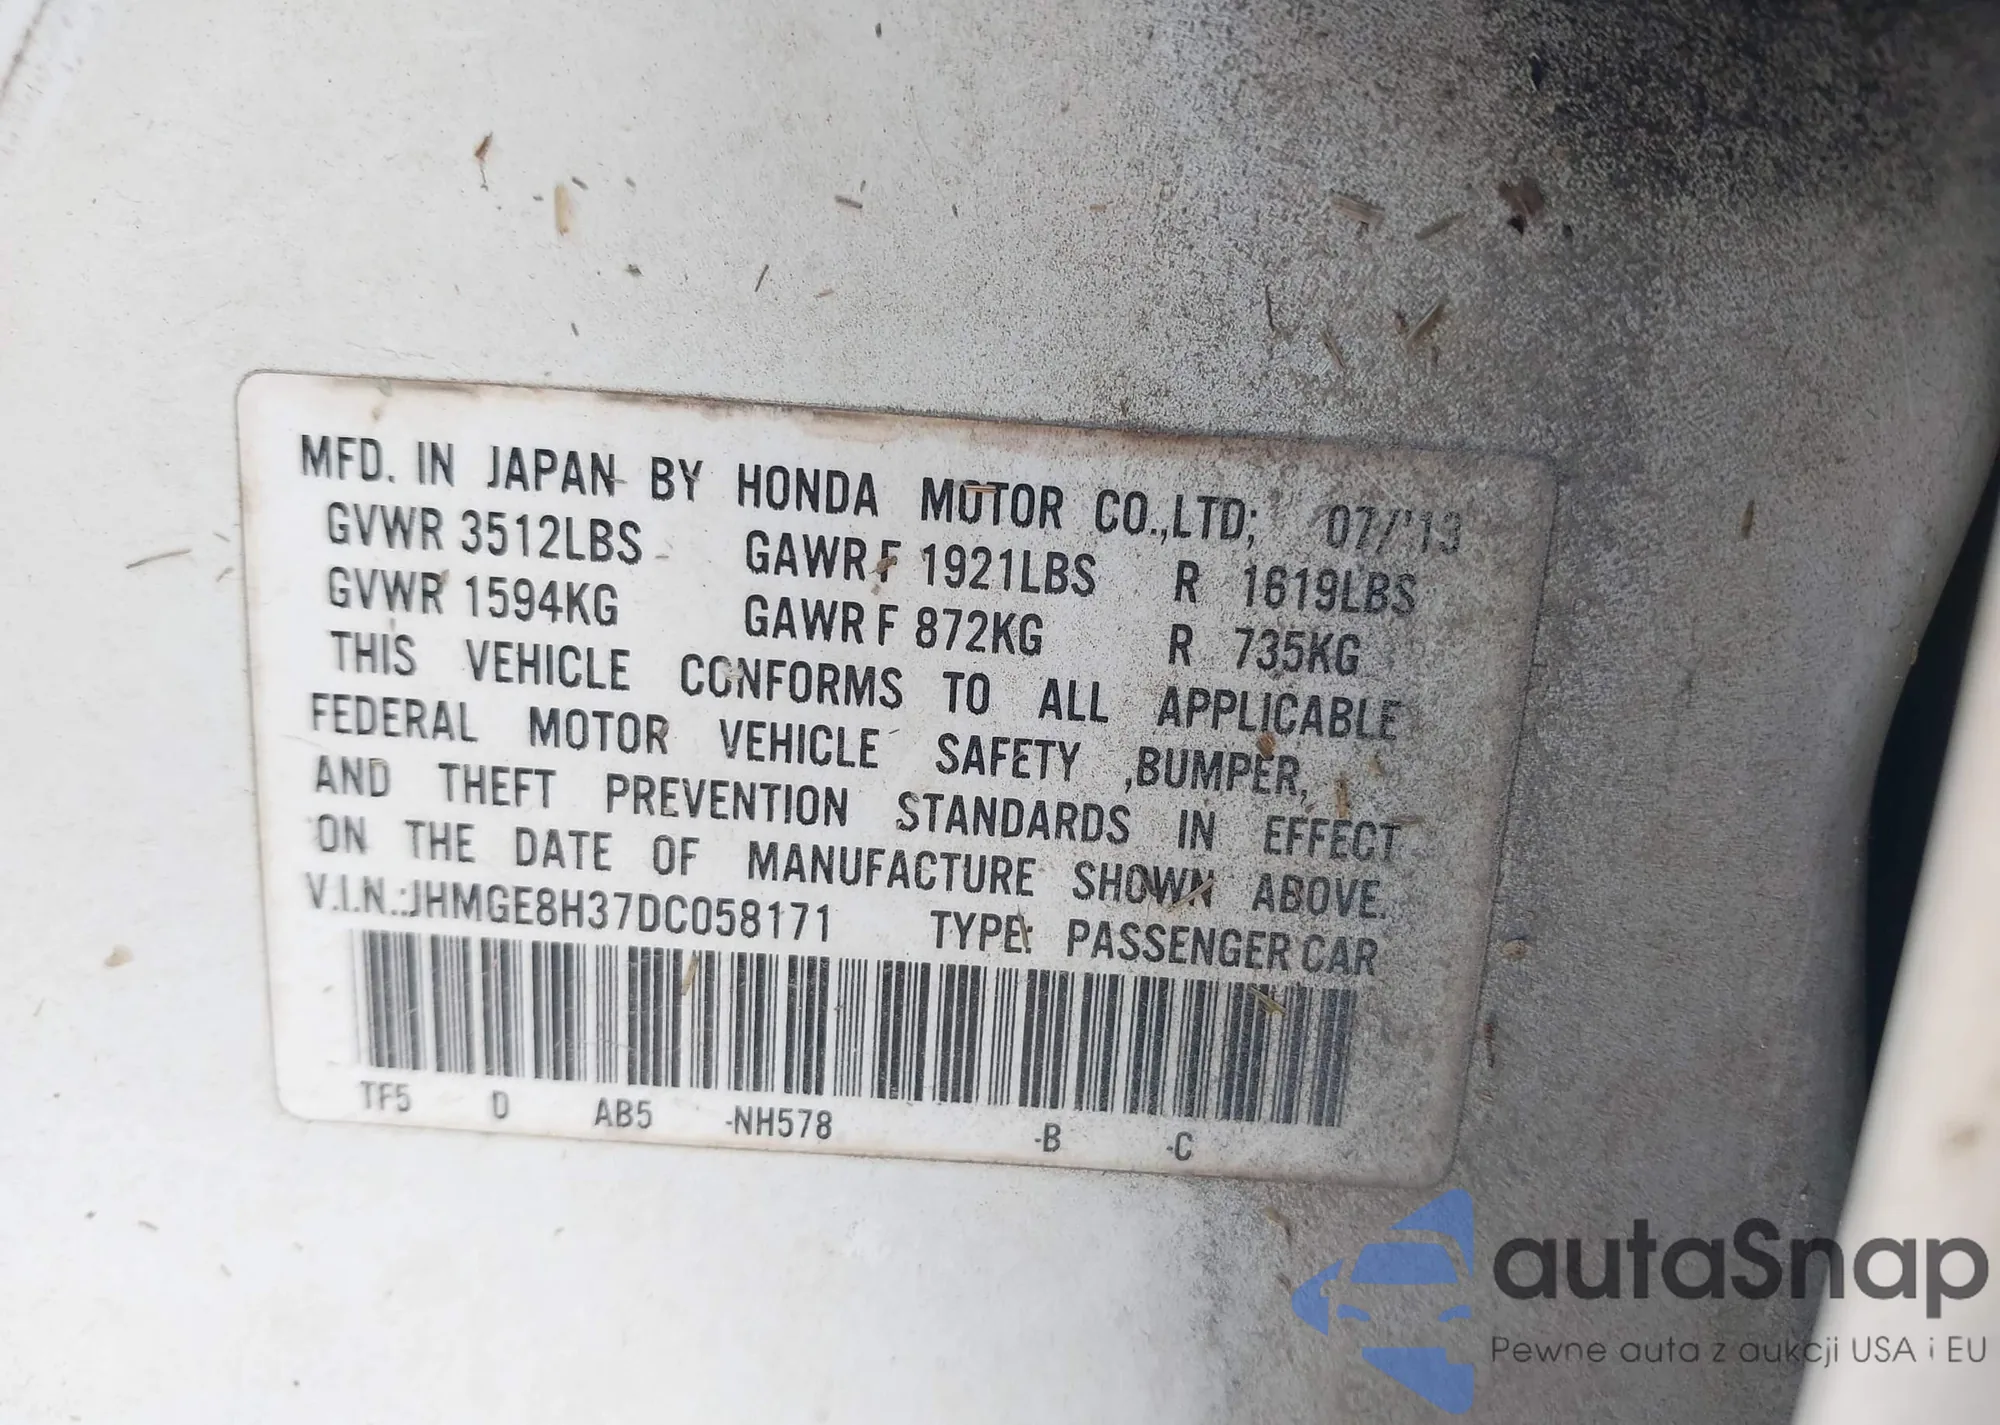 MFD. IN JAPAN BY HONDA MOTOR CO.,LTD; 07/'13
GVWR 3512LBS GAWR F 1921LBS R 1619LBS
GVWR 1594KG GAWR F 872KG R 735KG
THIS VEHICLE CONFORMS TO ALL APPLICABLE
FEDERAL MOTOR VEHICLE SAFETY ,BUMPER,
AND THEFT PREVENTION STANDARDS IN EFFECT
ON THE DATE OF MANUFACTURE SHOWN ABOVE.
V.I.N.:JHMGE8H37DC058171 TYPE: PASSENGER CAR
TF5 D AB5 -NH578 -B -C
autaSnap
Pewne auta z aukcji USA i EU